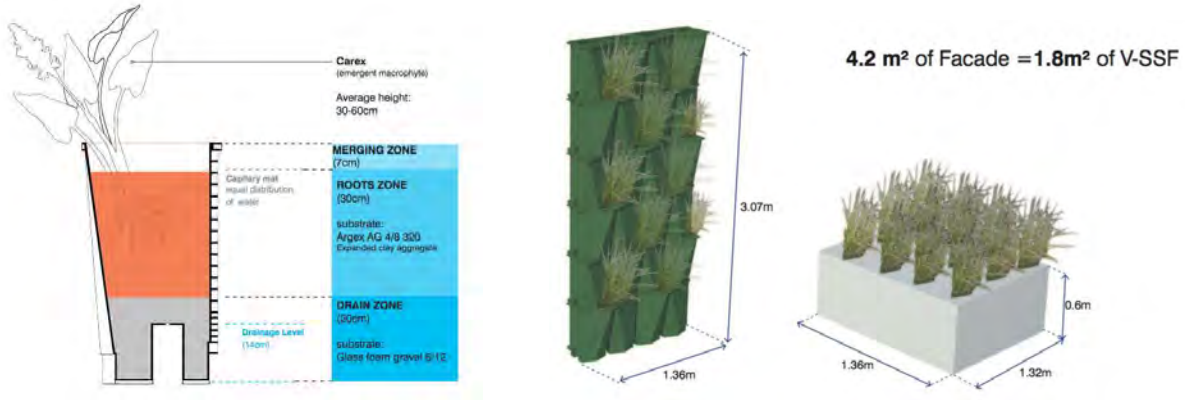 Carex
(emergent macrophyte)
Average height:
30-60cm
MERGING ZONE
(7cm)
Capillary mat
equal distribution
of water
ROOTS ZONE
(30cm)
substrate:
Argex AG 4/8 320
Expanded clay aggregate
DRAIN ZONE
(20cm)
Drainage Level
(14cm)
substrate:
Glass foam gravel 5/12
3.07m
1.36m
4.2 m² of Facade =1.8m² of V-SSF
0.6m
1.36m
1.32m